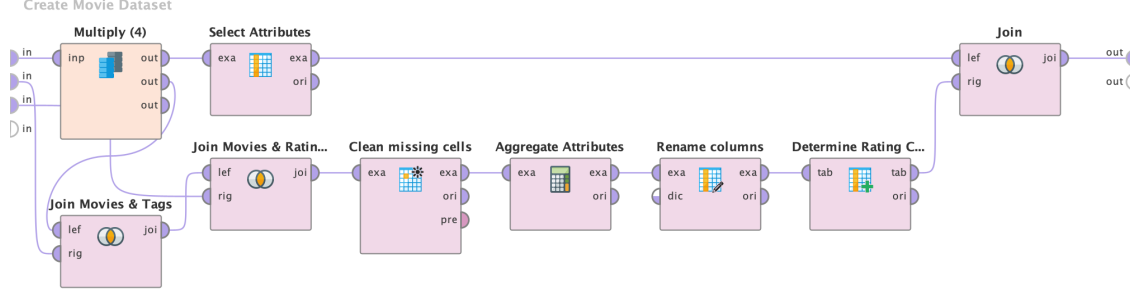 Create Movie Dataset
Multiply (4)
Select Attributes
Join
in
inp
out
exa
exa
lef
joi
out
in
out
ori
rig
out
in
out
in
Join Movies & Ratin...
Clean missing cells
Aggregate Attributes
Rename columns
Determine Rating C...
lef
joi
exa
exa
exa
exa
exa
exa
tab
tab
rig
ori
ori
dic
ori
ori
pre
Join Movies & Tags
lef
joi
rig